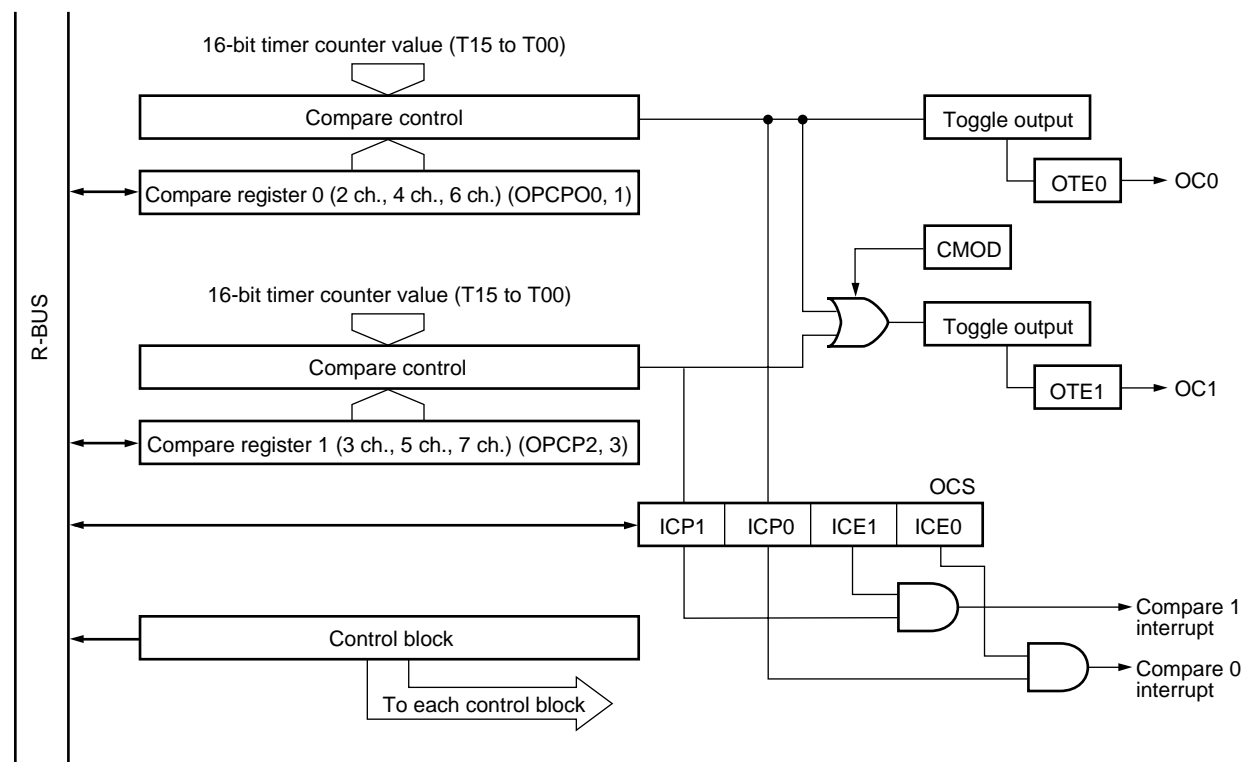 16-bit timer counter value (T15 to T00)
Compare control
Toggle output
Compare register 0 (2 ch., 4 ch., 6 ch.) (OPCPO0, 1)
OTE0
OC0
CMOD
R-BUS
16-bit timer counter value (T15 to T00)
Toggle output
Compare control
OTE1
OC1
Compare register 1 (3 ch., 5 ch., 7 ch.) (OPCP2, 3)
OCS
ICP1
ICP0
ICE1
ICE0
Compare 1
interrupt
Control block
Compare 0
interrupt
To each control block